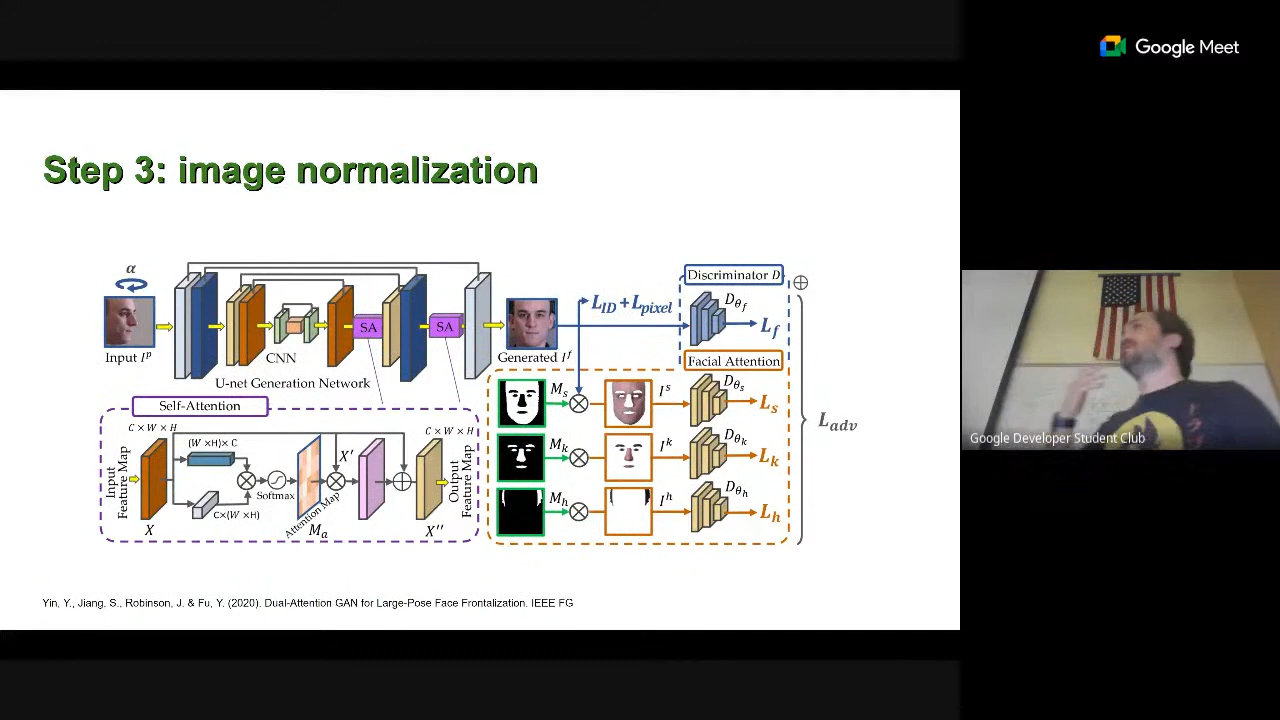 Google Meet
Step 3: image normalization
α
Input I^p
CNN
U-net Generation Network
SA
SA
Generated I^f
L_ID + L_pixel
Discriminator D
D_θf
L_f
Facial Attention
M_s
I^s
D_θs
L_s
M_k
I^k
D_θk
L_k
M_h
I^h
D_θh
L_h
L_adv
Self-Attention
C × W × H
Input
Feature Map
X
(W ×H)× C
C×(W ×H)
Softmax
Attention Map
M_a
X'
C × W × H
X''
Output
Feature Map
Google Developer Student Club
Yin, Y., Jiang, S., Robinson, J. & Fu, Y. (2020). Dual-Attention GAN for Large-Pose Face Frontalization. IEEE FG